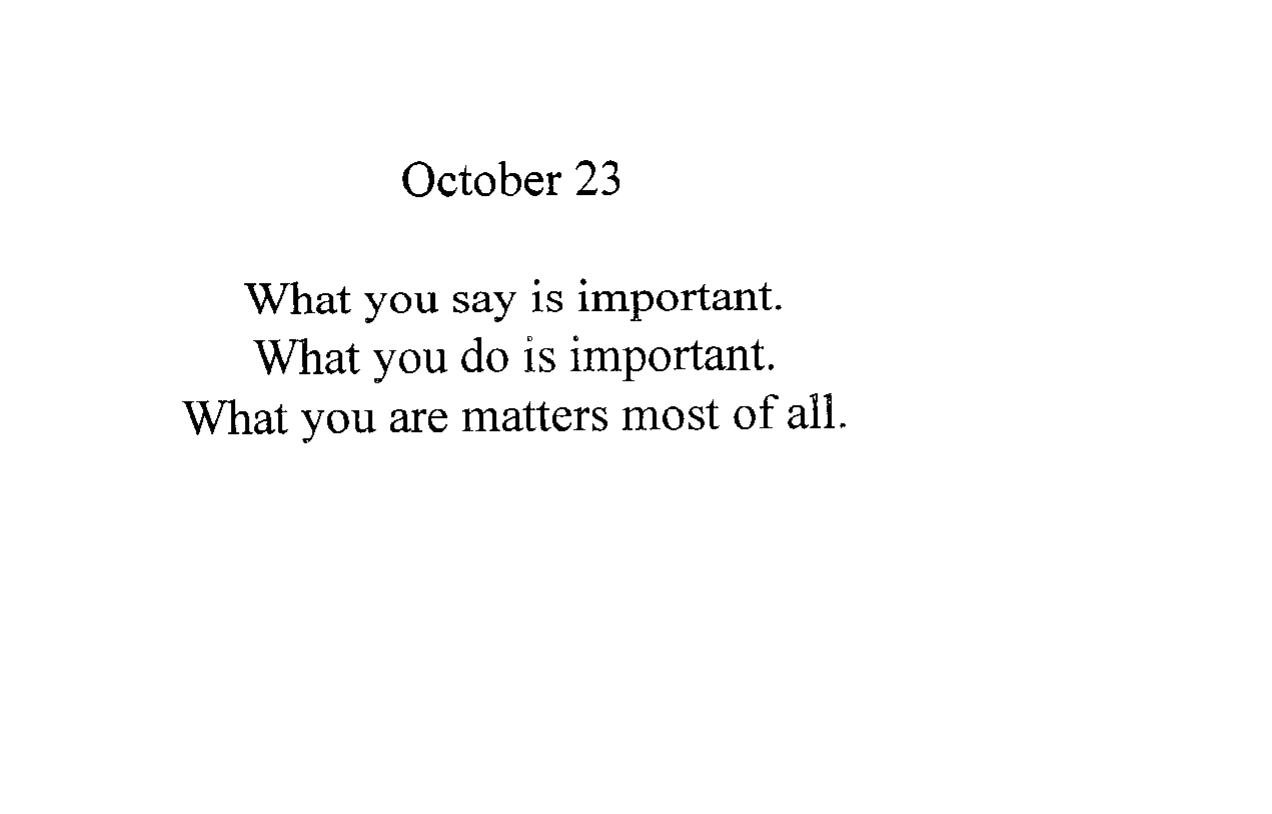 October 23
What you say is important.
What you do is important.
What you are matters most of all.